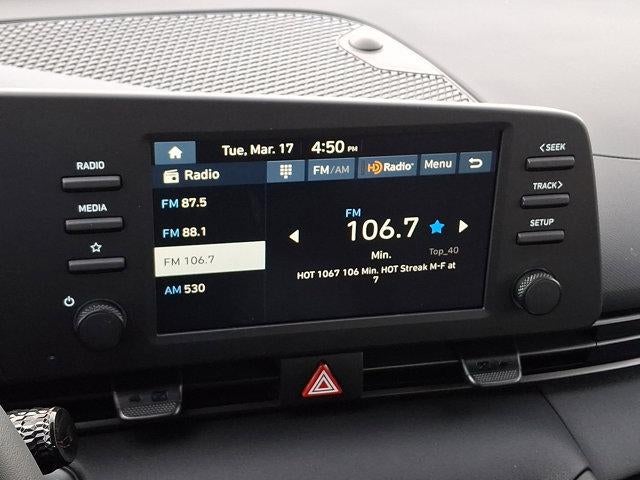 Tue, Mar. 17 4:50 PM
RADIO
MEDIA
Radio
FM/AM
HD Radio
Menu
FM 87.5
FM 88.1
FM 106.7
AM 530
FM
106.7
Min.
Top_40
HOT 1067 106 Min. HOT Streak M-F at
7
< SEEK
TRACK >
SETUP